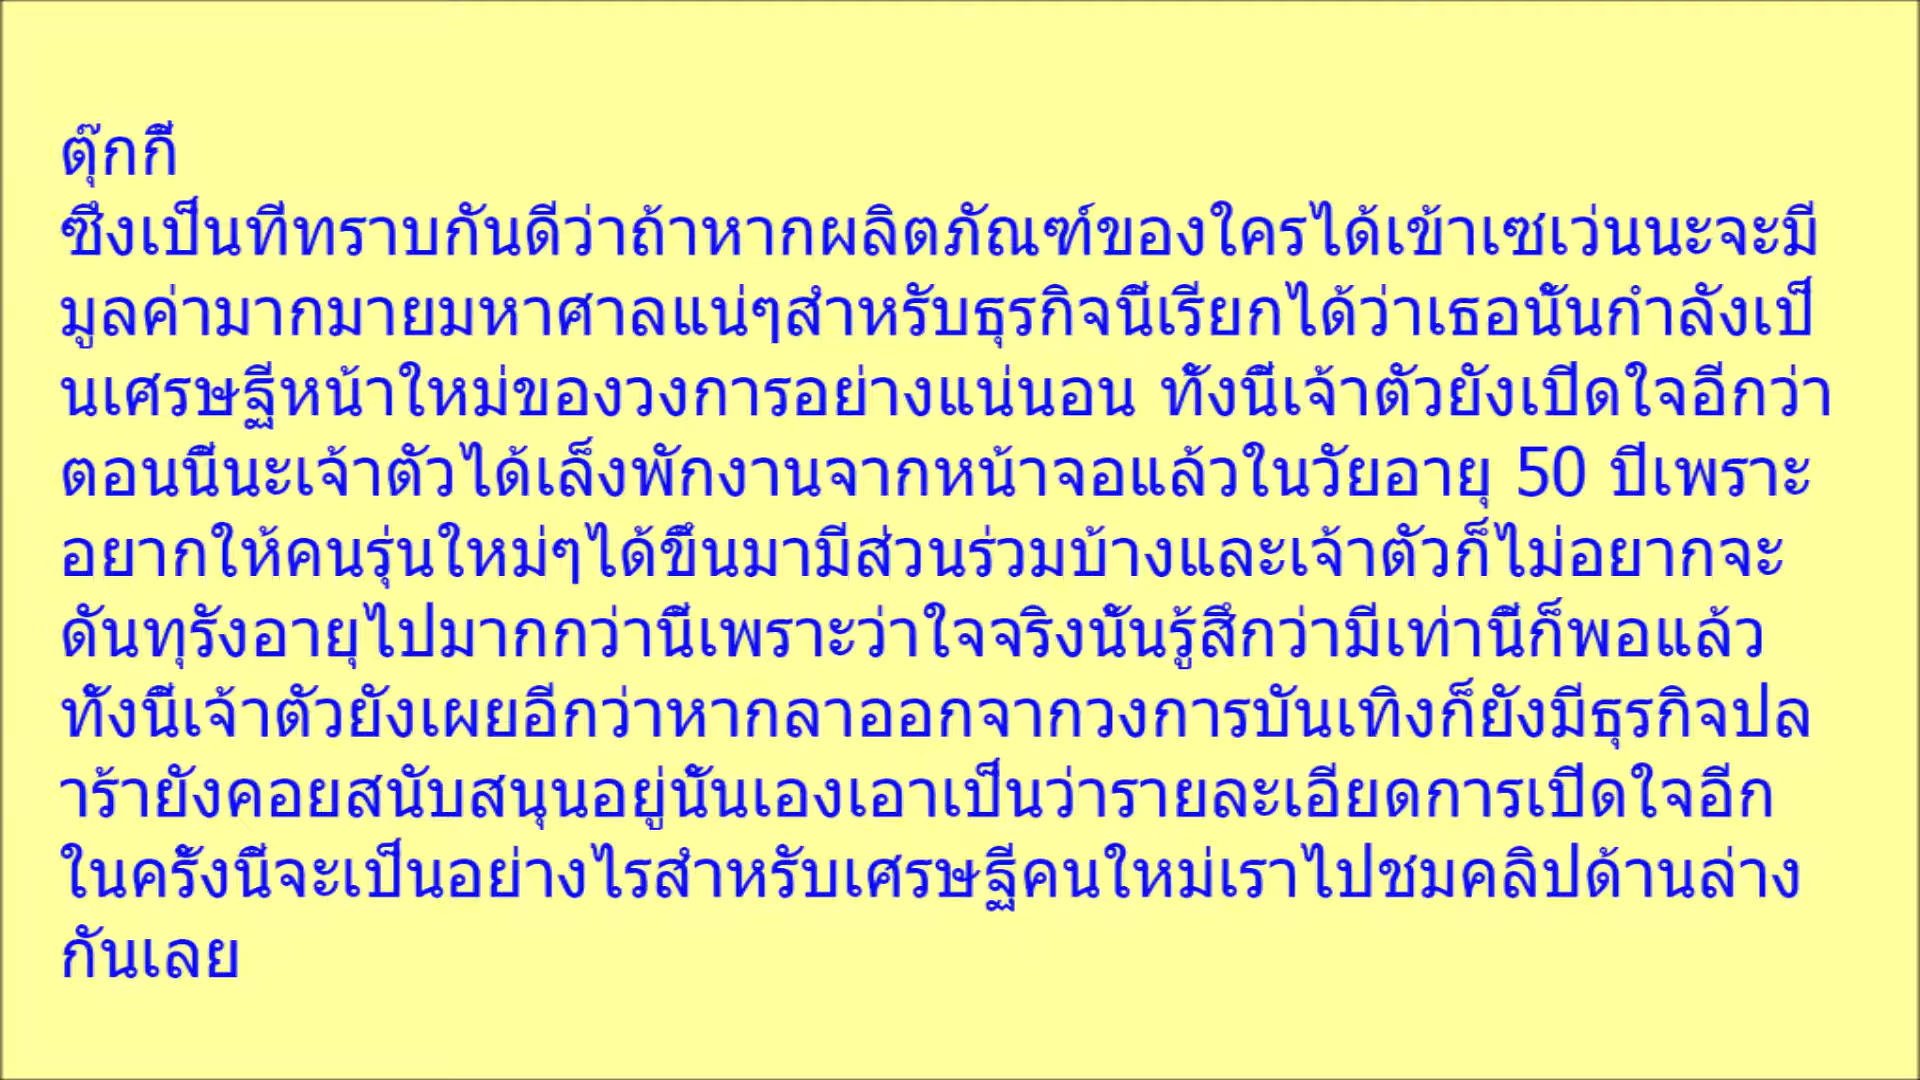 ตุ๊กกี้
ซึ่งเป็นที่ทราบกันดีว่าถ้าหากผลิตภัณฑ์ของใครได้เข้าเซเว่นนะจะมี
มูลค่ามากมายมหาศาลแน่ๆสำหรับธุรกิจนี้เรียกได้ว่าเธอนั้นกำลังเป็
นเศรษฐีหน้าใหม่ของวงการอย่างแน่นอน ทั้งนี้เจ้าตัวยังเปิดใจอีกว่า
ตอนนี้นะเจ้าตัวได้เล็งพักงานจากหน้าจอแล้วในวัยอายุ 50 ปีเพราะ
อยากให้คนรุ่นใหม่ๆได้ขึ้นมามีส่วนร่วมบ้างและเจ้าตัวก็ไม่อยากจะ
ดันทุรังอายุไปมากกว่านี้เพราะว่าใจจริงนั้นรู้สึกว่ามีเท่านี้ก็พอแล้ว
ทั้งนี้เจ้าตัวยังเผยอีกว่าหากลาออกจากวงการบันเทิงก็ยังมีธุรกิจปล
าร้ายังคอยสนับสนุนอยู่นั่นเองเอาเป็นว่ารายละเอียดการเปิดใจอีก
ในครั้งนี้จะเป็นอย่างไรสำหรับเศรษฐีคนใหม่เราไปชมคลิปด้านล่าง
กันเลย